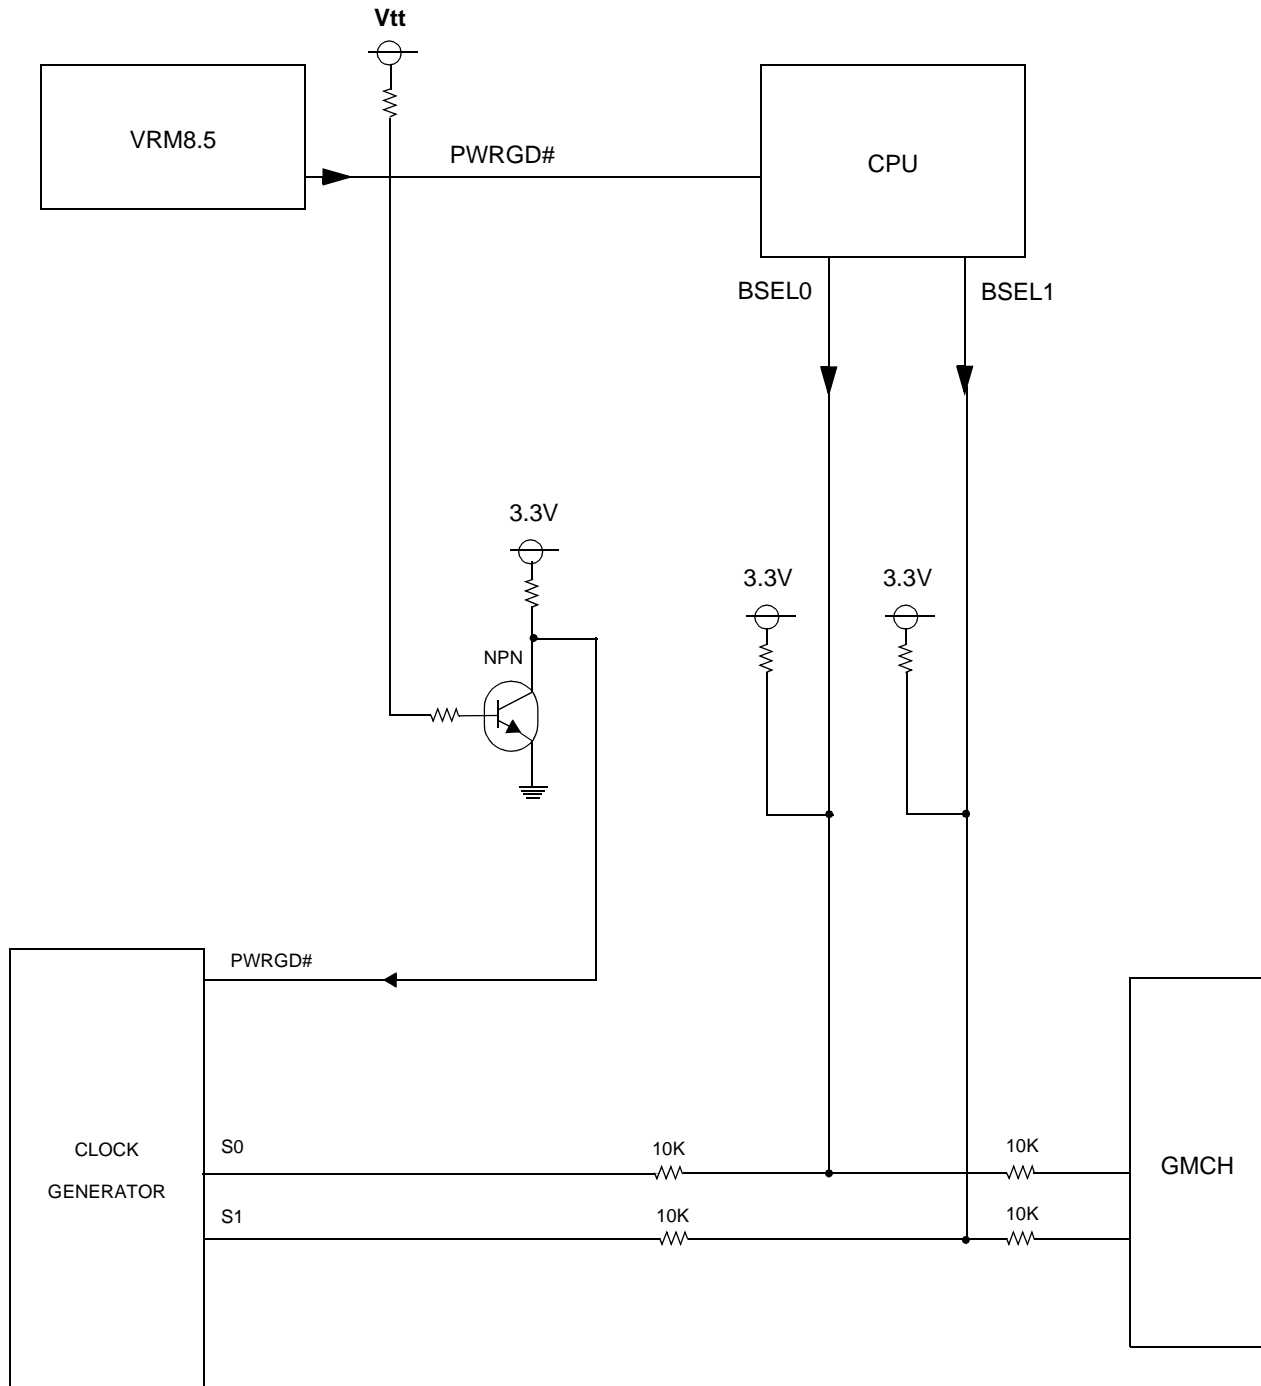 Vtt
VRM8.5
PWRGD#
CPU
BSEL0
BSEL1
3.3V
3.3V
3.3V
NPN
PWRGD#
CLOCK
GENERATOR
S0
10K
10K
GMCH
S1
10K
10K